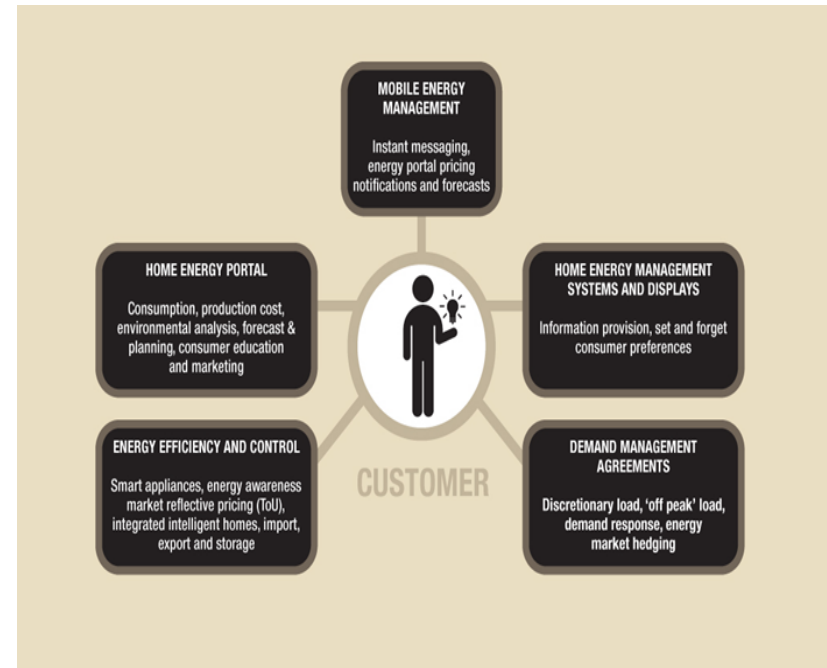 MOBILE ENERGY
MANAGEMENT
Instant messaging,
energy portal pricing
notifications and forecasts
HOME ENERGY PORTAL
Consumption, production cost,
environmental analysis, forecast &
planning, consumer education
and marketing
HOME ENERGY MANAGEMENT
SYSTEMS AND DISPLAYS
Information provision, set and forget
consumer preferences
ENERGY EFFICIENCY AND CONTROL
Smart appliances, energy awareness
market reflective pricing (ToU),
integrated intelligent homes, import,
export and storage
CUSTOMER
DEMAND MANAGEMENT
AGREEMENTS
Discretionary load, ‘off peak’ load,
demand response, energy
market hedging